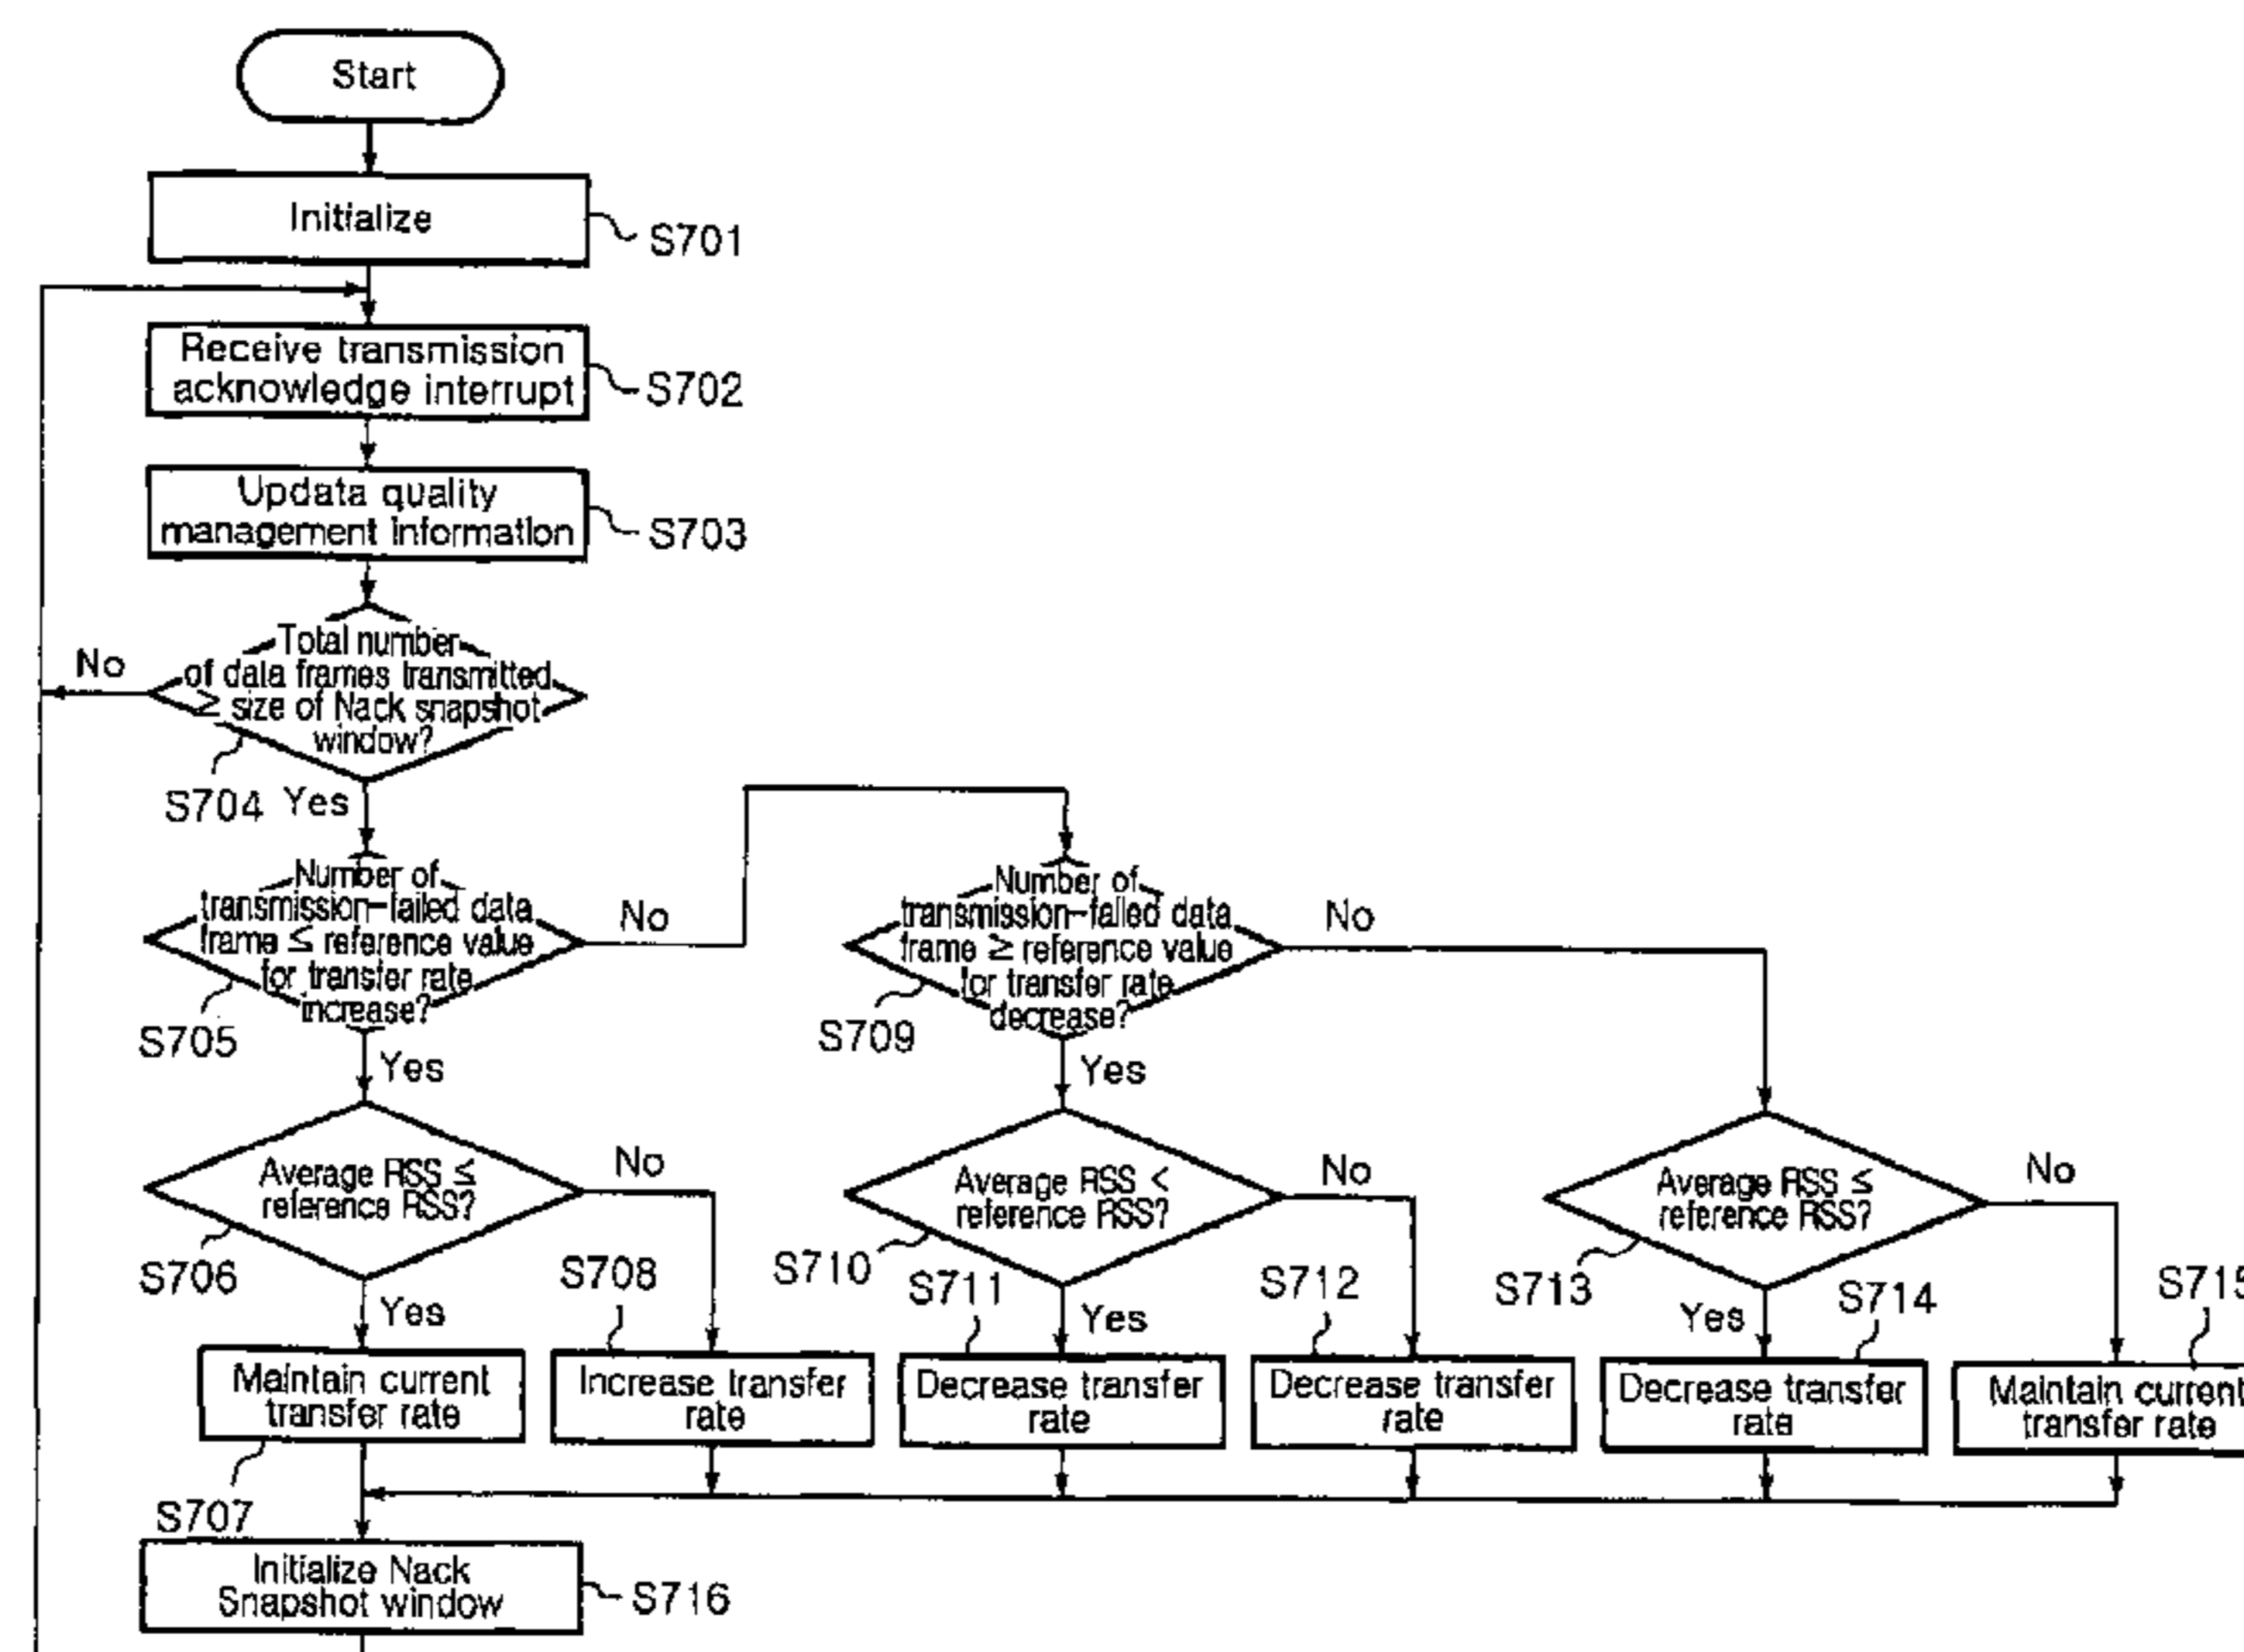 Start
Initialize
S701
Receive transmission
acknowledge interrupt
S702
Updata quality
management information
S703
Total number
of data frames transmitted
≥ size of Nack snapshot
window?
No
S704
Yes
Number of
transmission-failed data
frame ≤ reference value
for transfer rate
increase?
No
S705
Yes
Number of
transmission-failed data
frame ≥ reference value
for transfer rate
decrease?
No
S709
Yes
Average RSS ≤
reference RSS?
No
S706
Yes
Average RSS <
reference RSS?
No
S710
Yes
Average RSS ≤
reference RSS?
No
S713
Yes
S708
S711
S712
S714
S715
Maintain current
transfer rate
Increase transfer
rate
Decrease transfer
rate
Decrease transfer
rate
Decrease transfer
rate
Maintain current
transfer rate
S707
Initialize Nack
Snapshot window
S716